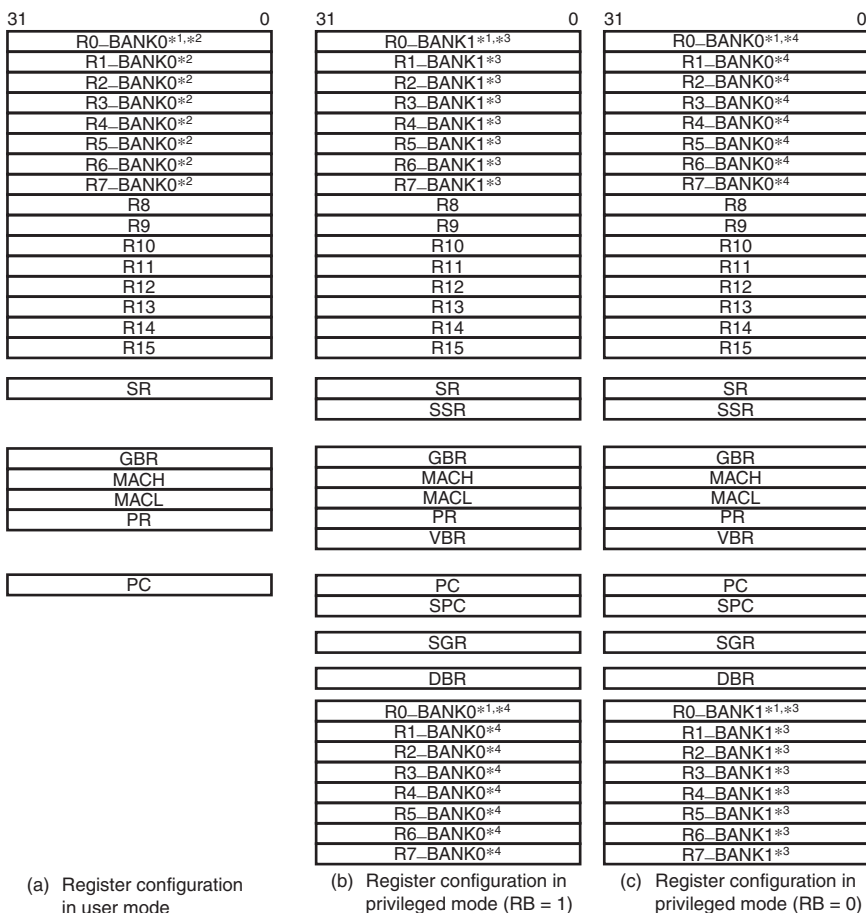 31 0
R0_BANK0*1,*2
R1_BANK0*2
R2_BANK0*2
R3_BANK0*2
R4_BANK0*2
R5_BANK0*2
R6_BANK0*2
R7_BANK0*2
R8
R9
R10
R11
R12
R13
R14
R15
SR
GBR
MACH
MACL
PR
PC
(a) Register configuration
in user mode
31 0
R0_BANK1*1,*3
R1_BANK1*3
R2_BANK1*3
R3_BANK1*3
R4_BANK1*3
R5_BANK1*3
R6_BANK1*3
R7_BANK1*3
R8
R9
R10
R11
R12
R13
R14
R15
SR
SSR
GBR
MACH
MACL
PR
VBR
PC
SPC
SGR
DBR
R0_BANK0*1,*4
R1_BANK0*4
R2_BANK0*4
R3_BANK0*4
R4_BANK0*4
R5_BANK0*4
R6_BANK0*4
R7_BANK0*4
(b) Register configuration in
privileged mode (RB = 1)
31 0
R0_BANK0*1,*4
R1_BANK0*4
R2_BANK0*4
R3_BANK0*4
R4_BANK0*4
R5_BANK0*4
R6_BANK0*4
R7_BANK0*4
R8
R9
R10
R11
R12
R13
R14
R15
SR
SSR
GBR
MACH
MACL
PR
VBR
PC
SPC
SGR
DBR
R0_BANK1*1,*3
R1_BANK1*3
R2_BANK1*3
R3_BANK1*3
R4_BANK1*3
R5_BANK1*3
R6_BANK1*3
R7_BANK1*3
(c) Register configuration in
privileged mode (RB = 0)